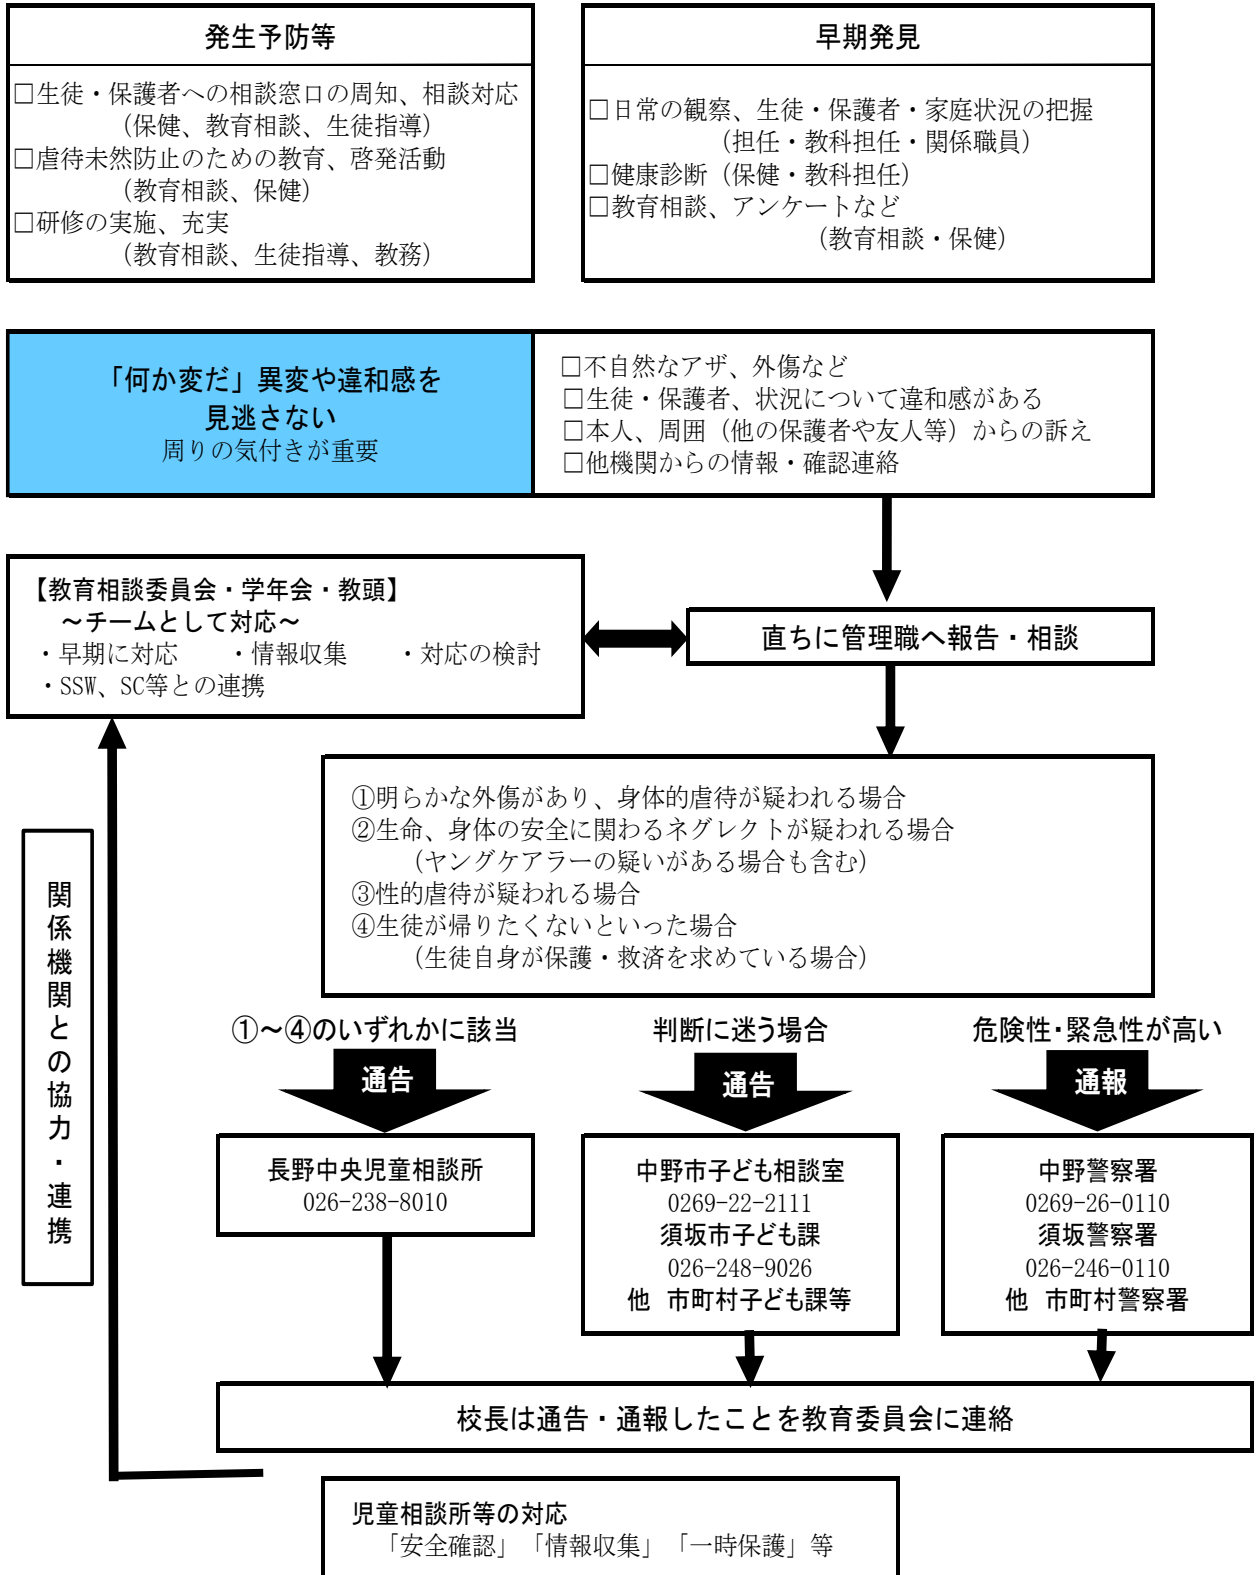 発生予防等
□生徒・保護者への相談窓口の周知、相談対応
（保健、教育相談、生徒指導）
□虐待未然防止のための教育、啓発活動
（教育相談、保健）
□研修の実施、充実
（教育相談、生徒指導、教務）
早期発見
□日常の観察、生徒・保護者・家庭状況の把握
（担任・教科担任・関係職員）
□健康診断（保健・教科担任）
□教育相談、アンケートなど
（教育相談・保健）
「何か変だ」異変や違和感を
見逃さない
周りの気付きが重要
□不自然なアザ、外傷など
□生徒・保護者、状況について違和感がある
□本人、周囲（他の保護者や友人等）からの訴え
□他機関からの情報・確認連絡
【教育相談委員会・学年会・教頭】
～チームとして対応～
・早期に対応　・情報収集　・対応の検討
・SSW、SC等との連携
直ちに管理職へ報告・相談
①明らかな外傷があり、身体的虐待が疑われる場合
②生命、身体の安全に関わるネグレクトが疑われる場合
（ヤングケアラーの疑いがある場合も含む）
③性的虐待が疑われる場合
④生徒が帰りたくないといった場合
（生徒自身が保護・救済を求めている場合）
関係機関との協力・連携
①～④のいずれかに該当
通告
長野中央児童相談所
026-238-8010
判断に迷う場合
通告
中野市子ども相談室
0269-22-2111
須坂市子ども課
026-248-9026
他　市町村子ども課等
危険性・緊急性が高い
通報
中野警察署
0269-26-0110
須坂警察署
026-246-0110
他　市町村警察署
校長は通告・通報したことを教育委員会に連絡
児童相談所等の対応
「安全確認」「情報収集」「一時保護」等